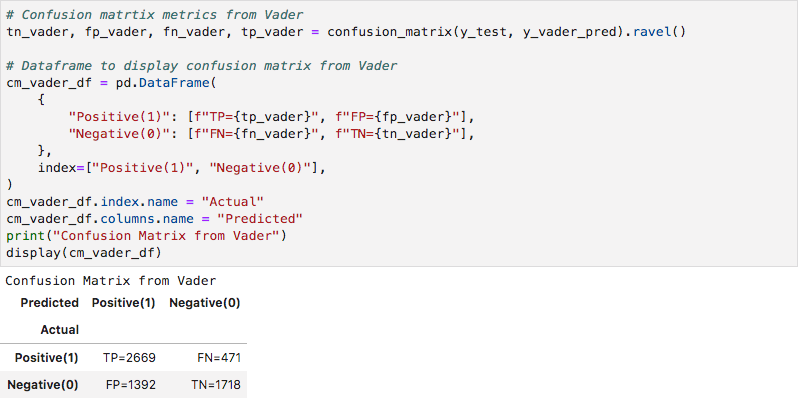 # Confusion matrtix metrics from Vader
tn_vader, fp_vader, fn_vader, tp_vader = confusion_matrix(y_test, y_vader_pred).ravel()
# Dataframe to display confusion matrix from Vader
cm_vader_df = pd.DataFrame(
    {
        "Positive(1)": [f"TP={tp_vader}", f"FP={fp_vader}"],
        "Negative(0)": [f"FN={fn_vader}", f"TN={tn_vader}"],
    },
    index=["Positive(1)", "Negative(0)"],
)
cm_vader_df.index.name = "Actual"
cm_vader_df.columns.name = "Predicted"
print("Confusion Matrix from Vader")
display(cm_vader_df)
Confusion Matrix from Vader
Predicted Positive(1) Negative(0)
Actual
Positive(1) TP=2669 FN=471
Negative(0) FP=1392 TN=1718